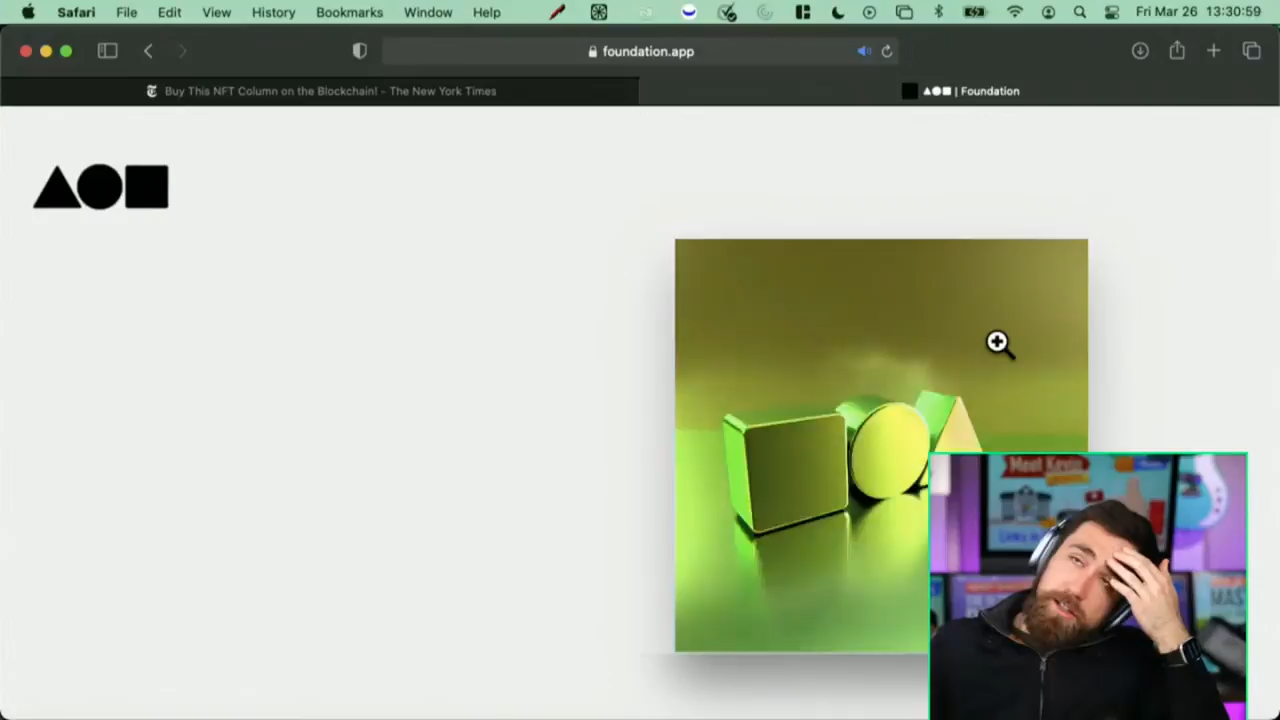 Safari File Edit View History Bookmarks Window Help Fri Mar 26 13:30:59
foundation.app
Buy This NFT Column on the Blockchain! - The New York Times
▲●■ | Foundation
Meet Kevin